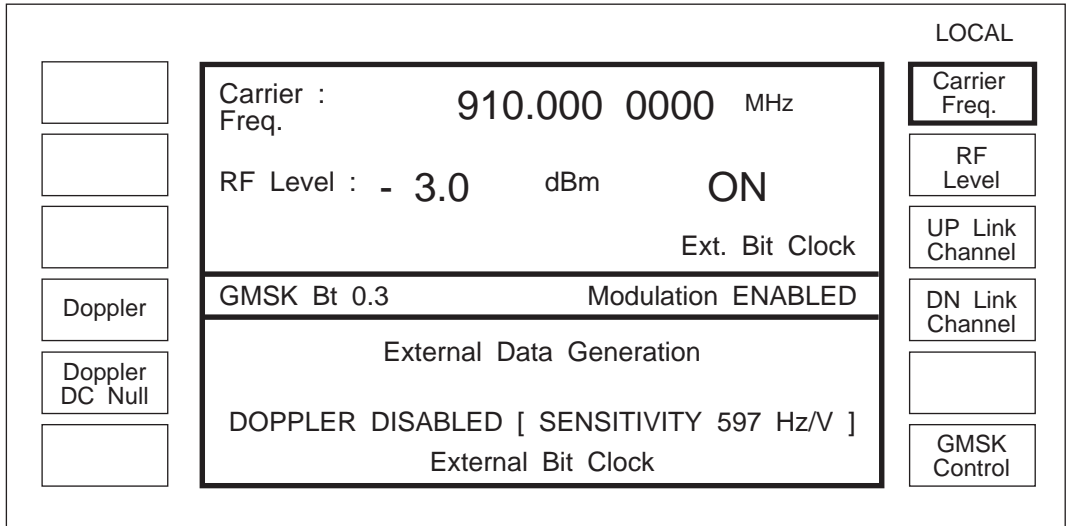 LOCAL
Carrier :
Freq.
910.000 0000 MHz
Carrier
Freq.
RF Level : - 3.0 dBm ON
RF
Level
Ext. Bit Clock
UP Link
Channel
Doppler
GMSK Bt 0.3 Modulation ENABLED
DN Link
Channel
External Data Generation
Doppler
DC Null
DOPPLER DISABLED [ SENSITIVITY 597 Hz/V ]
External Bit Clock
GMSK
Control